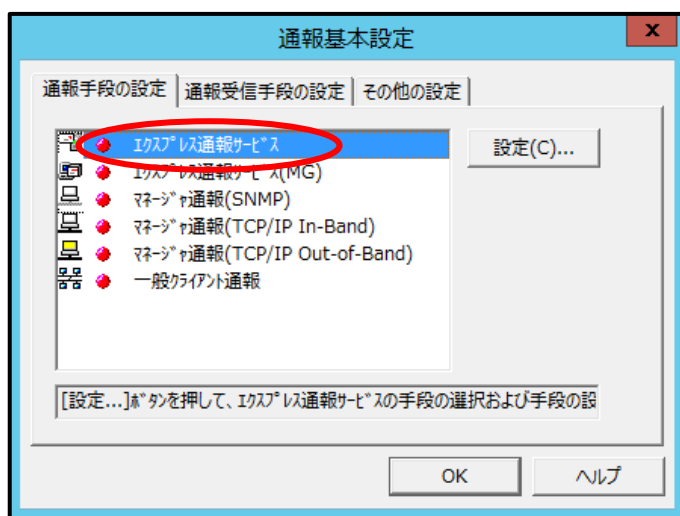 通報基本設定
x
通報手段の設定 通報受信手段の設定 その他の設定
ｴｸｽﾌﾟﾚｽ通報ｻｰﾋﾞｽ
ｴｸｽﾌﾟﾚｽ通報ｻｰﾋﾞｽ(MG)
ﾏﾈｰｼﾞｬ通報(SNMP)
ﾏﾈｰｼﾞｬ通報(TCP/IP In-Band)
ﾏﾈｰｼﾞｬ通報(TCP/IP Out-of-Band)
一般ｸﾗｲｱﾝﾄ通報
設定(C)...
[設定...]ﾎﾞﾀﾝを押して、ｴｸｽﾌﾟﾚｽ通報ｻｰﾋﾞｽの手段の選択および手段の設
OK ヘルプ